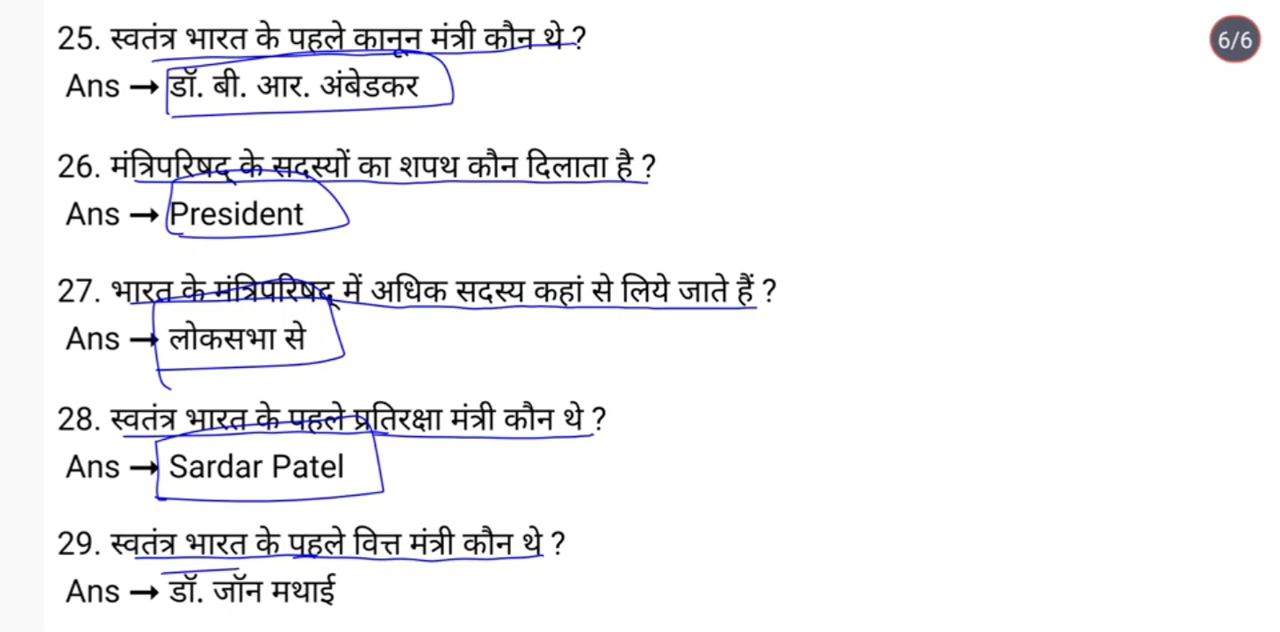 25. स्वतंत्र भारत के पहले कानून मंत्री कौन थे ?
6/6
Ans → डॉ. बी. आर. अंबेडकर
26. मंत्रिपरिषद् के सदस्यों का शपथ कौन दिलाता है ?
Ans → President
27. भारत के मंत्रिपरिषद् में अधिक सदस्य कहां से लिये जाते हैं ?
Ans → लोकसभा से
28. स्वतंत्र भारत के पहले प्रतिरक्षा मंत्री कौन थे ?
Ans → Sardar Patel
29. स्वतंत्र भारत के पहले वित्त मंत्री कौन थे ?
Ans → डॉ. जॉन मथाई